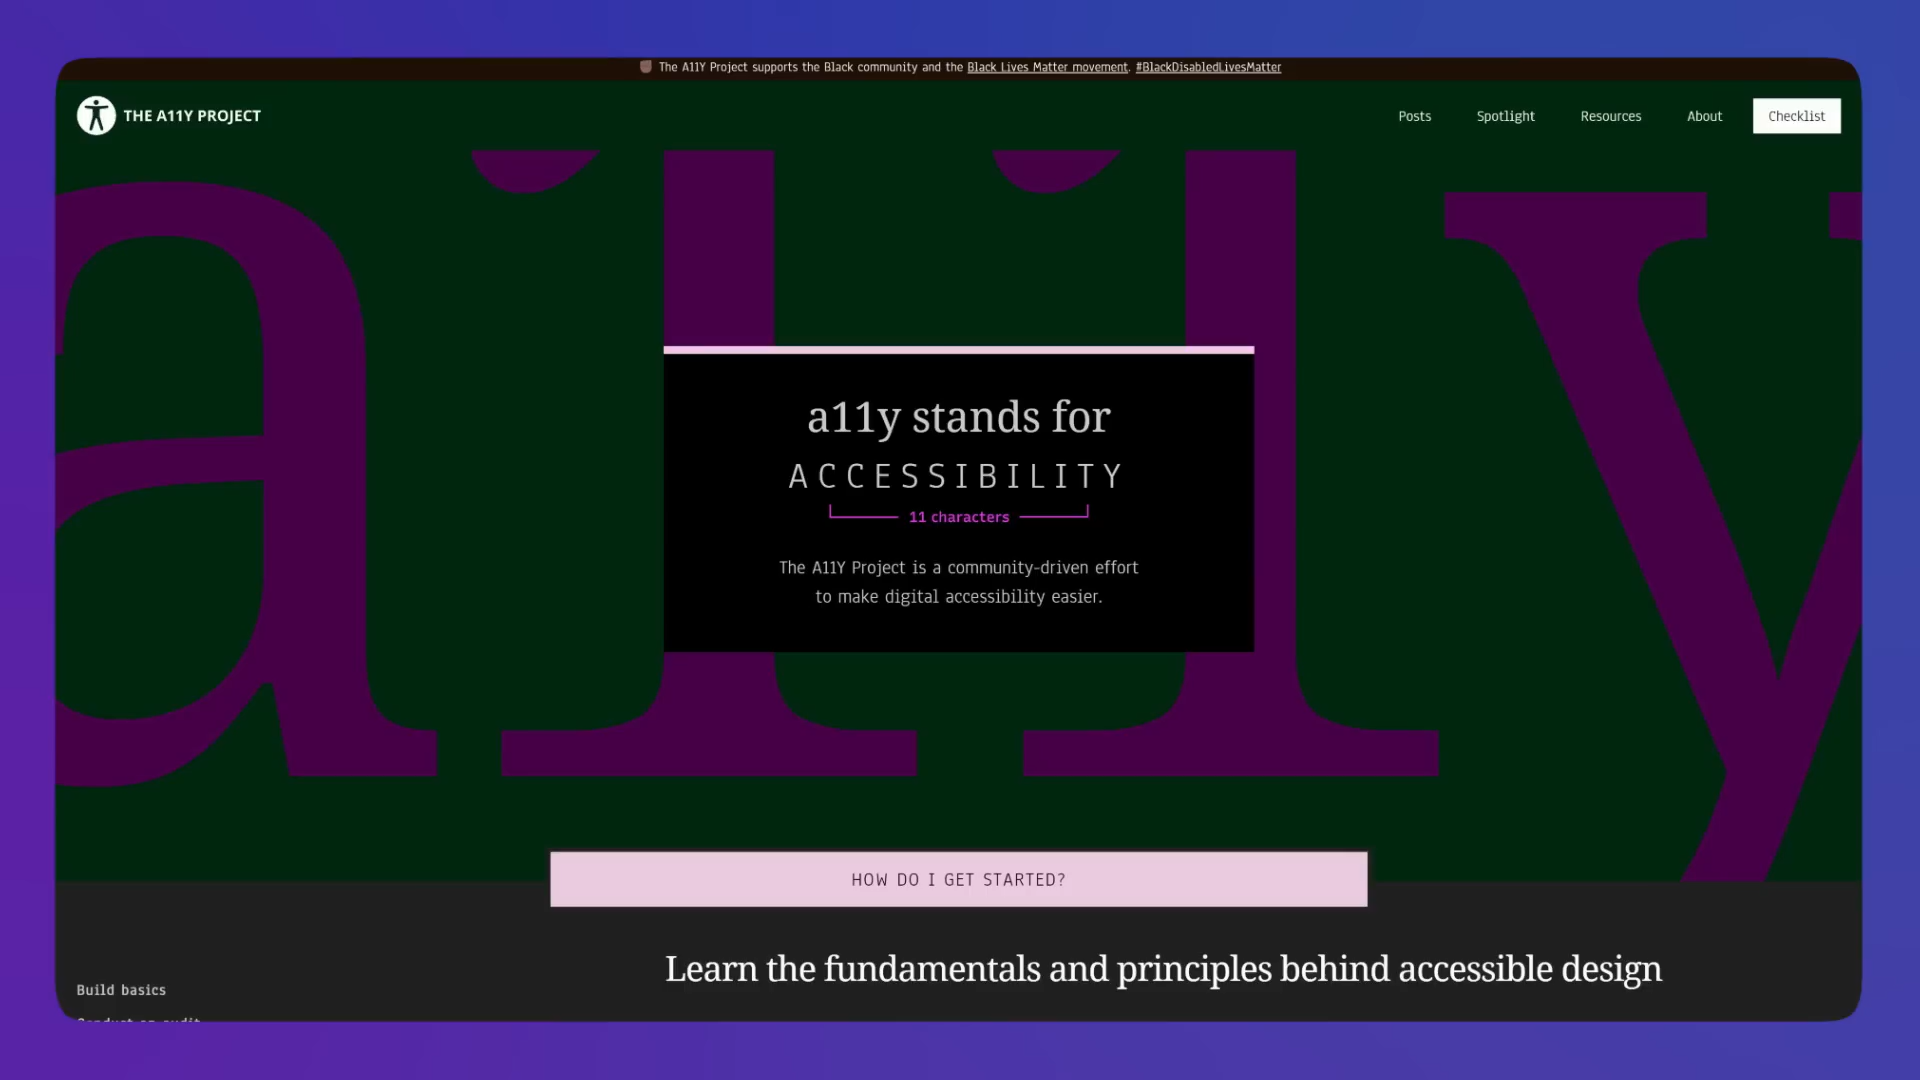 The A11Y Project supports the Black community and the Black Lives Matter movement. #BlackDisabledLivesMatter
THE A11Y PROJECT
Posts
Spotlight
Resources
About
Checklist
a11y
a11y stands for
ACCESSIBILITY
11 characters
The A11Y Project is a community-driven effort
to make digital accessibility easier.
HOW DO I GET STARTED?
Learn the fundamentals and principles behind accessible design
Build basics
Conduct an audit